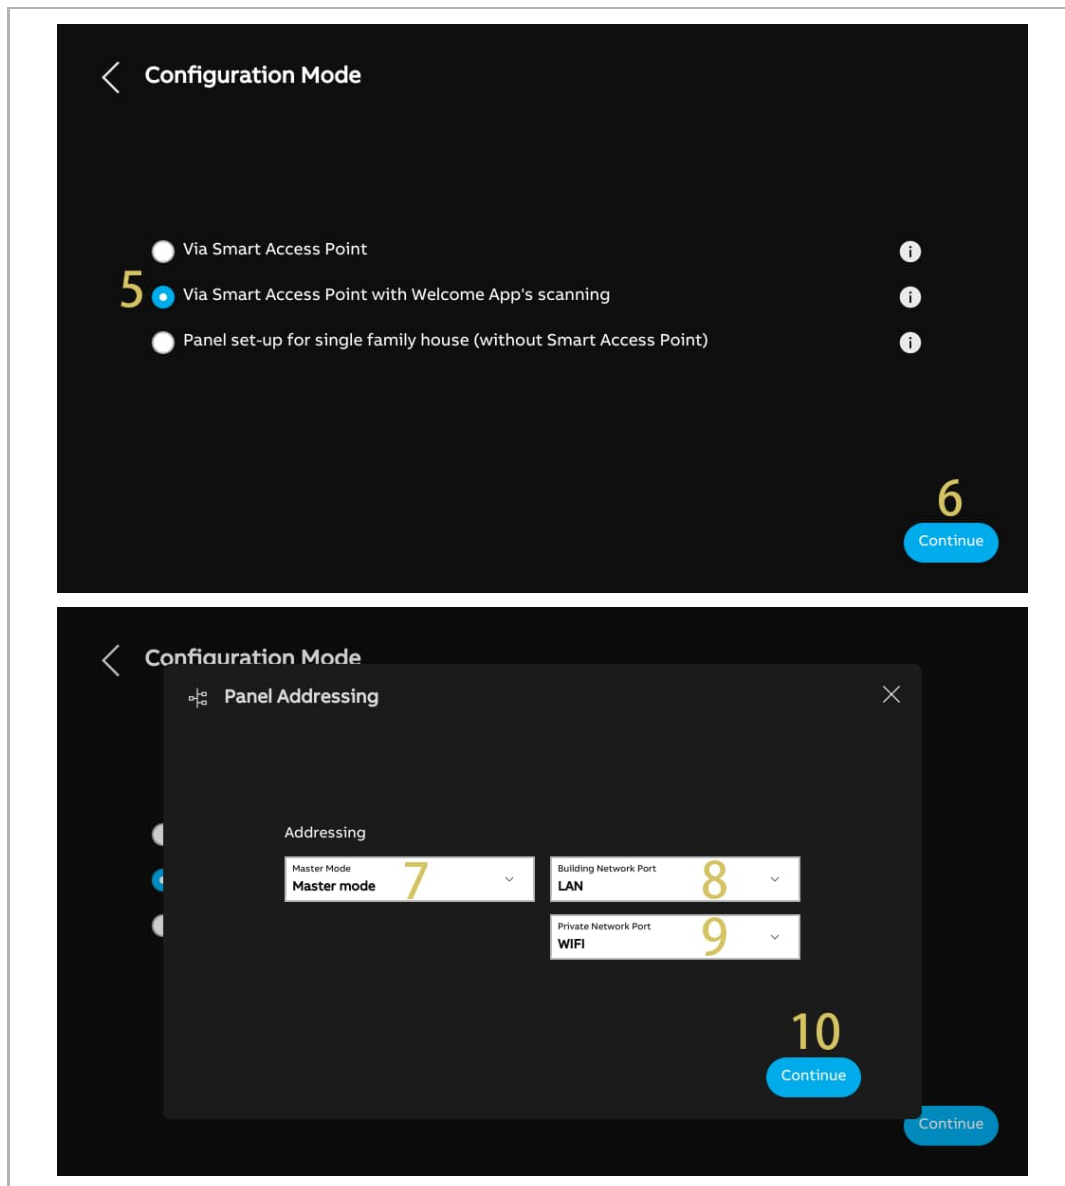 Configuration Mode
Via Smart Access Point
5
Via Smart Access Point with Welcome App's scanning
Panel set-up for single family house (without Smart Access Point)
6
Continue
Configuration Mode
Panel Addressing
Addressing
Master Mode
Master mode
7
Building Network Port
LAN
8
Private Network Port
WIFI
9
10
Continue
Continue